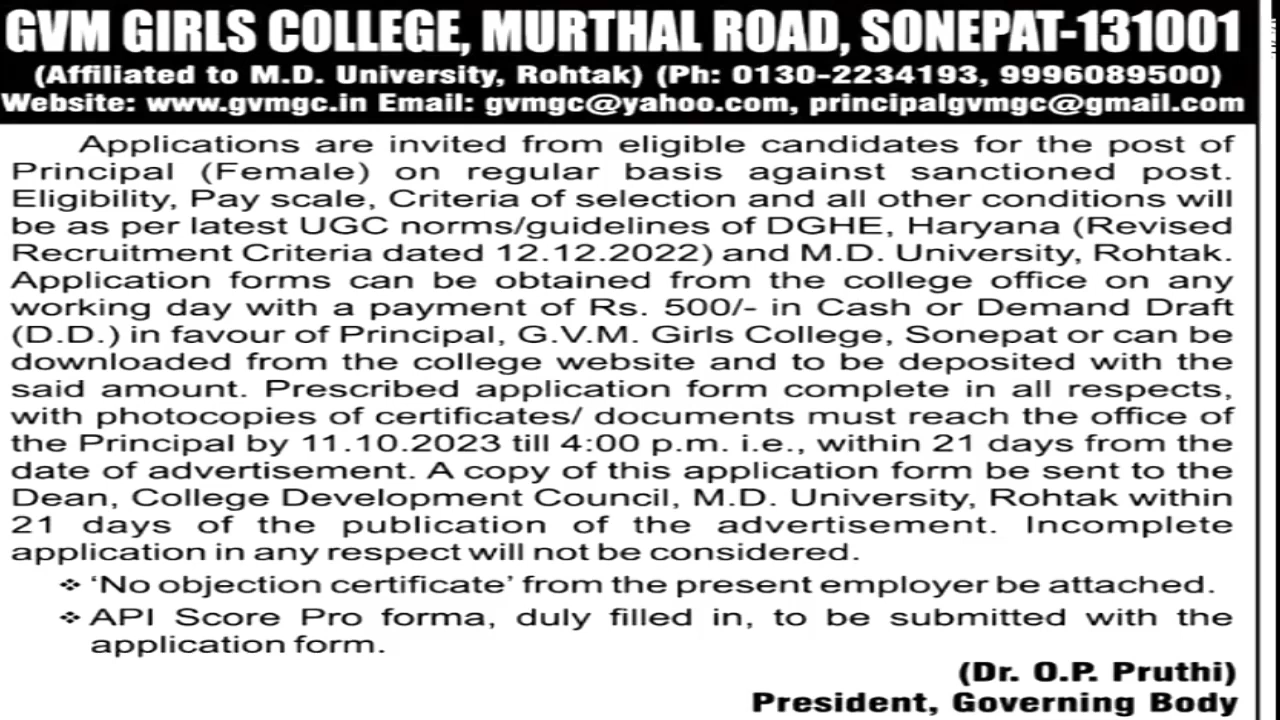 GVM GIRLS COLLEGE, MURTHAL ROAD, SONEPAT-131001
(Affiliated to M.D. University, Rohtak) (Ph: 0130-2234193, 9996089500)
Website: www.gvmgc.in Email: gvmgc@yahoo.com, principalgvmgc@gmail.com
Applications are invited from eligible candidates for the post of
Principal (Female) on regular basis against sanctioned post.
Eligibility, Pay scale, Criteria of selection and all other conditions will
be as per latest UGC norms/guidelines of DGHE, Haryana (Revised
Recruitment Criteria dated 12.12.2022) and M.D. University, Rohtak.
Application forms can be obtained from the college office on any
working day with a payment of Rs. 500/- in Cash or Demand Draft
(D.D.) in favour of Principal, G.V.M. Girls College, Sonepat or can be
downloaded from the college website and to be deposited with the
said amount. Prescribed application form complete in all respects,
with photocopies of certificates/ documents must reach the office of
the Principal by 11.10.2023 till 4:00 p.m. i.e., within 21 days from the
date of advertisement. A copy of this application form be sent to the
Dean, College Development Council, M.D. University, Rohtak within
21 days of the publication of the advertisement. Incomplete
application in any respect will not be considered.
❖ ‘No objection certificate’ from the present employer be attached.
❖ API Score Pro forma, duly filled in, to be submitted with the
application form.
(Dr. O.P. Pruthi)
President, Governing Body